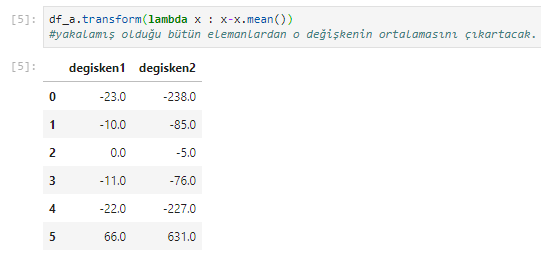 [5]: df_a.transform(lambda x : x-x.mean())
#yakalamış olduğu bütün elemanlardan o değişkenin ortalamasını çıkartacak.
[5]:
degisken1 degisken2
0 -23.0 -238.0
1 -10.0 -85.0
2 0.0 -5.0
3 -11.0 -76.0
4 -22.0 -227.0
5 66.0 631.0